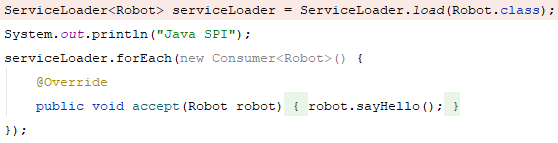 ServiceLoader<Robot> serviceLoader = ServiceLoader.load(Robot.class);
System.out.println("Java SPI");
serviceLoader.forEach(new Consumer<Robot>() {
    @Override
    public void accept(Robot robot) { robot.sayHello(); }
});